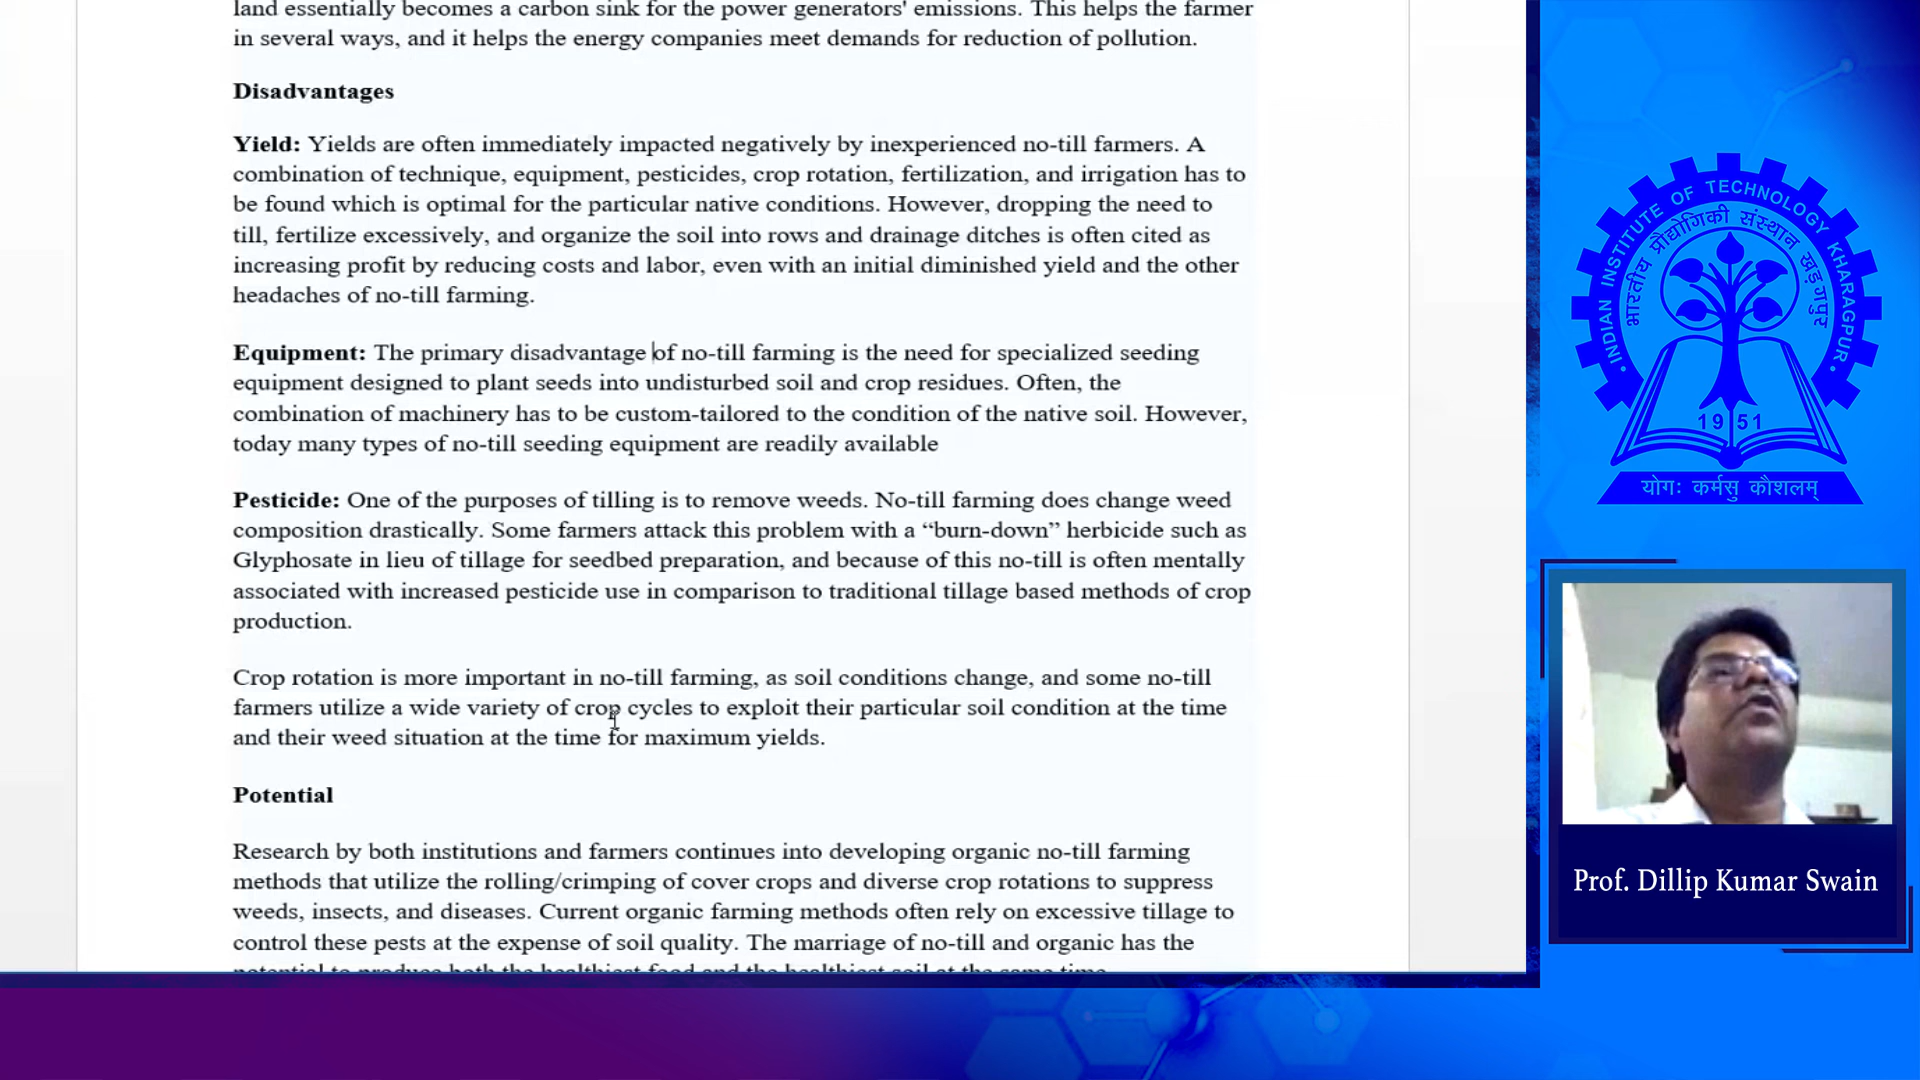 land essentially becomes a carbon sink for the power generators' emissions. This helps the farmer
in several ways, and it helps the energy companies meet demands for reduction of pollution.
Disadvantages
Yield: Yields are often immediately impacted negatively by inexperienced no-till farmers. A
combination of technique, equipment, pesticides, crop rotation, fertilization, and irrigation has to
be found which is optimal for the particular native conditions. However, dropping the need to
till, fertilize excessively, and organize the soil into rows and drainage ditches is often cited as
increasing profit by reducing costs and labor, even with an initial diminished yield and the other
headaches of no-till farming.
Equipment: The primary disadvantage of no-till farming is the need for specialized seeding
equipment designed to plant seeds into undisturbed soil and crop residues. Often, the
combination of machinery has to be custom-tailored to the condition of the native soil. However,
today many types of no-till seeding equipment are readily available
Pesticide: One of the purposes of tilling is to remove weeds. No-till farming does change weed
composition drastically. Some farmers attack this problem with a “burn-down” herbicide such as
Glyphosate in lieu of tillage for seedbed preparation, and because of this no-till is often mentally
associated with increased pesticide use in comparison to traditional tillage based methods of crop
production.
Crop rotation is more important in no-till farming, as soil conditions change, and some no-till
farmers utilize a wide variety of crop cycles to exploit their particular soil condition at the time
and their weed situation at the time for maximum yields.
Potential
Research by both institutions and farmers continues into developing organic no-till farming
methods that utilize the rolling/crimping of cover crops and diverse crop rotations to suppress
weeds, insects, and diseases. Current organic farming methods often rely on excessive tillage to
control these pests at the expense of soil quality. The marriage of no-till and organic has the
potential to produce both the healthiest food and the healthiest soil at the same time.
INDIAN INSTITUTE OF TECHNOLOGY KHARAGPUR
भारतीय प्रौद्योगिकी संस्थान खड़गपुर
1951
योगः कर्मसु कौशलम्
Prof. Dillip Kumar Swain